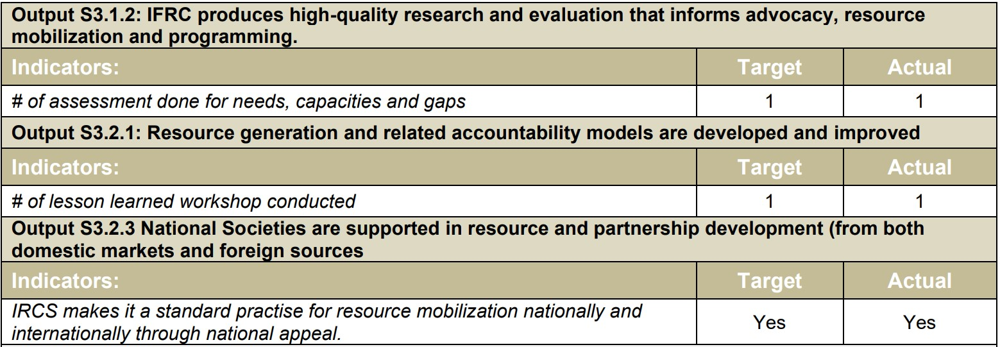 Output S3.1.2: IFRC produces high-quality research and evaluation that informs advocacy, resource
mobilization and programming.
Indicators: Target Actual
# of assessment done for needs, capacities and gaps 1 1
Output S3.2.1: Resource generation and related accountability models are developed and improved
Indicators: Target Actual
# of lesson learned workshop conducted 1 1
Output S3.2.3 National Societies are supported in resource and partnership development (from both
domestic markets and foreign sources
Indicators: Target Actual
IRCS makes it a standard practise for resource mobilization nationally and
internationally through national appeal. Yes Yes